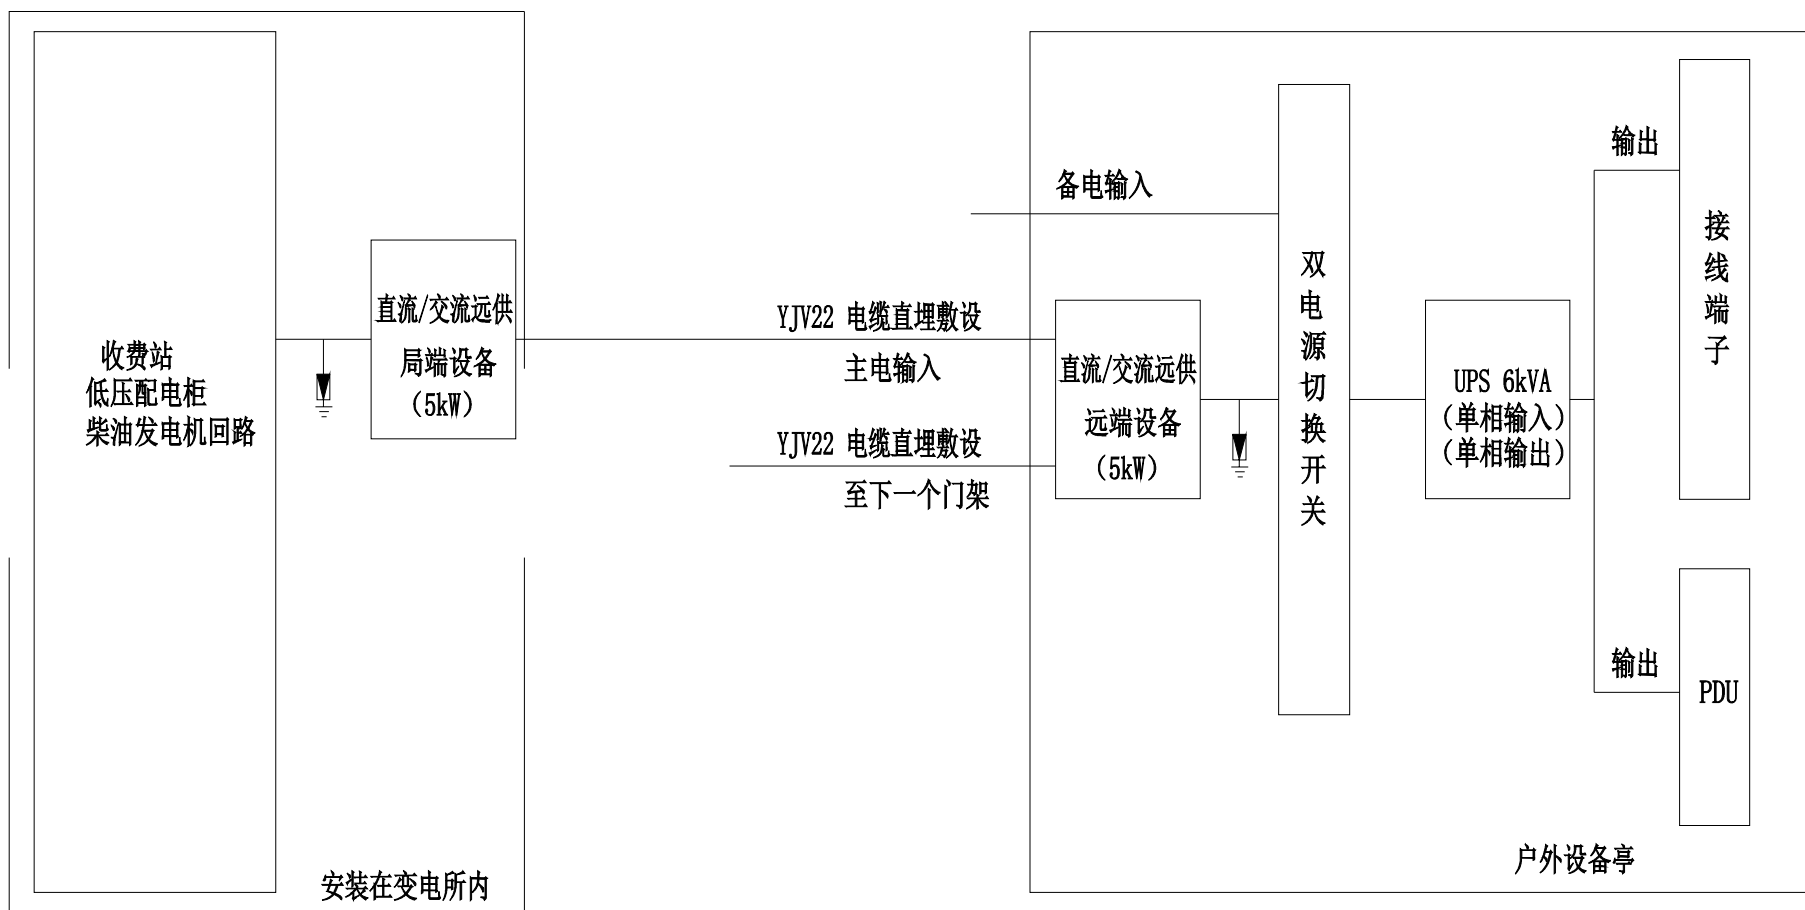 收费站
低压配电柜
柴油发电机回路
直流/交流远供
局端设备
(5kW)
安装在变电所内
YJV22 电缆直埋敷设
主电输入
YJV22 电缆直埋敷设
至下一个门架
备电输入
直流/交流远供
远端设备
(5kW)
双
电
源
切
换
开
关
UPS 6kVA
(单相输入)
(单相输出)
输出
接
线
端
子
输出
PDU
户外设备亭